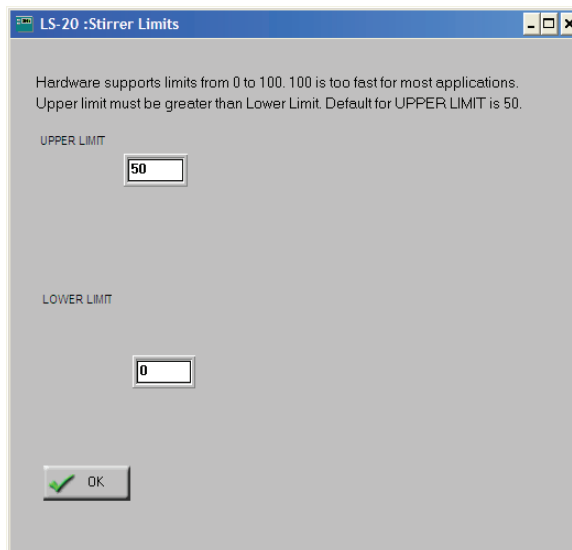 LS-20 :Stirrer Limits
Hardware supports limits from 0 to 100. 100 is too fast for most applications.
Upper limit must be greater than Lower Limit. Default for UPPER LIMIT is 50.
UPPER LIMIT
50
LOWER LIMIT
0
OK